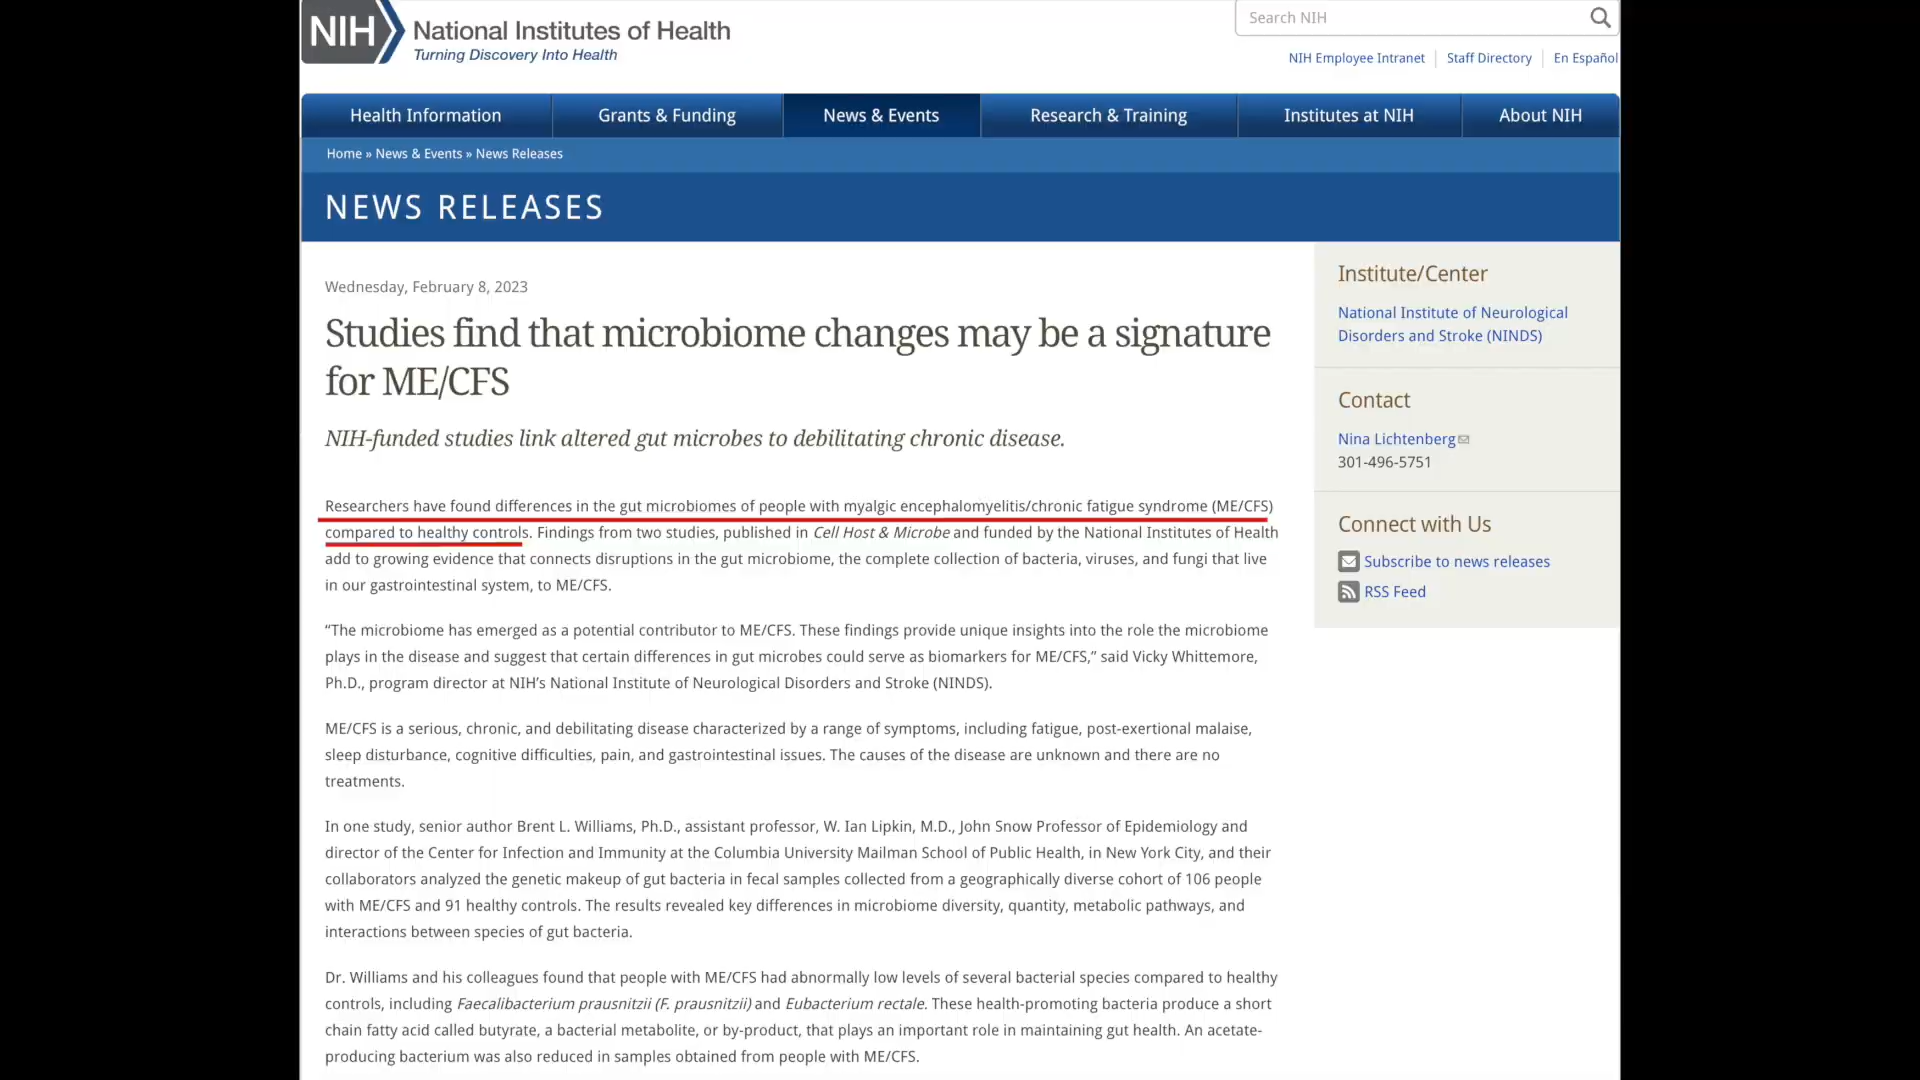 NIH National Institutes of Health
Turning Discovery Into Health
Search NIH
NIH Employee Intranet Staff Directory En Español
Health Information Grants & Funding News & Events Research & Training Institutes at NIH About NIH
Home » News & Events » News Releases
NEWS RELEASES
Wednesday, February 8, 2023
Studies find that microbiome changes may be a signature
for ME/CFS
NIH-funded studies link altered gut microbes to debilitating chronic disease.
Researchers have found differences in the gut microbiomes of people with myalgic encephalomyelitis/chronic fatigue syndrome (ME/CFS)
compared to healthy controls. Findings from two studies, published in Cell Host & Microbe and funded by the National Institutes of Health
add to growing evidence that connects disruptions in the gut microbiome, the complete collection of bacteria, viruses, and fungi that live
in our gastrointestinal system, to ME/CFS.
“The microbiome has emerged as a potential contributor to ME/CFS. These findings provide unique insights into the role the microbiome
plays in the disease and suggest that certain differences in gut microbes could serve as biomarkers for ME/CFS,” said Vicky Whittemore,
Ph.D., program director at NIH’s National Institute of Neurological Disorders and Stroke (NINDS).
ME/CFS is a serious, chronic, and debilitating disease characterized by a range of symptoms, including fatigue, post-exertional malaise,
sleep disturbance, cognitive difficulties, pain, and gastrointestinal issues. The causes of the disease are unknown and there are no
treatments.
In one study, senior author Brent L. Williams, Ph.D., assistant professor, W. Ian Lipkin, M.D., John Snow Professor of Epidemiology and
director of the Center for Infection and Immunity at the Columbia University Mailman School of Public Health, in New York City, and their
collaborators analyzed the genetic makeup of gut bacteria in fecal samples collected from a geographically diverse cohort of 106 people
with ME/CFS and 91 healthy controls. The results revealed key differences in microbiome diversity, quantity, metabolic pathways, and
interactions between species of gut bacteria.
Dr. Williams and his colleagues found that people with ME/CFS had abnormally low levels of several bacterial species compared to healthy
controls, including Faecalibacterium prausnitzii (F. prausnitzii) and Eubacterium rectale. These health-promoting bacteria produce a short
chain fatty acid called butyrate, a bacterial metabolite, or by-product, that plays an important role in maintaining gut health. An acetate-
producing bacterium was also reduced in samples obtained from people with ME/CFS.
Institute/Center
National Institute of Neurological
Disorders and Stroke (NINDS)
Contact
Nina Lichtenberg
301-496-5751
Connect with Us
Subscribe to news releases
RSS Feed